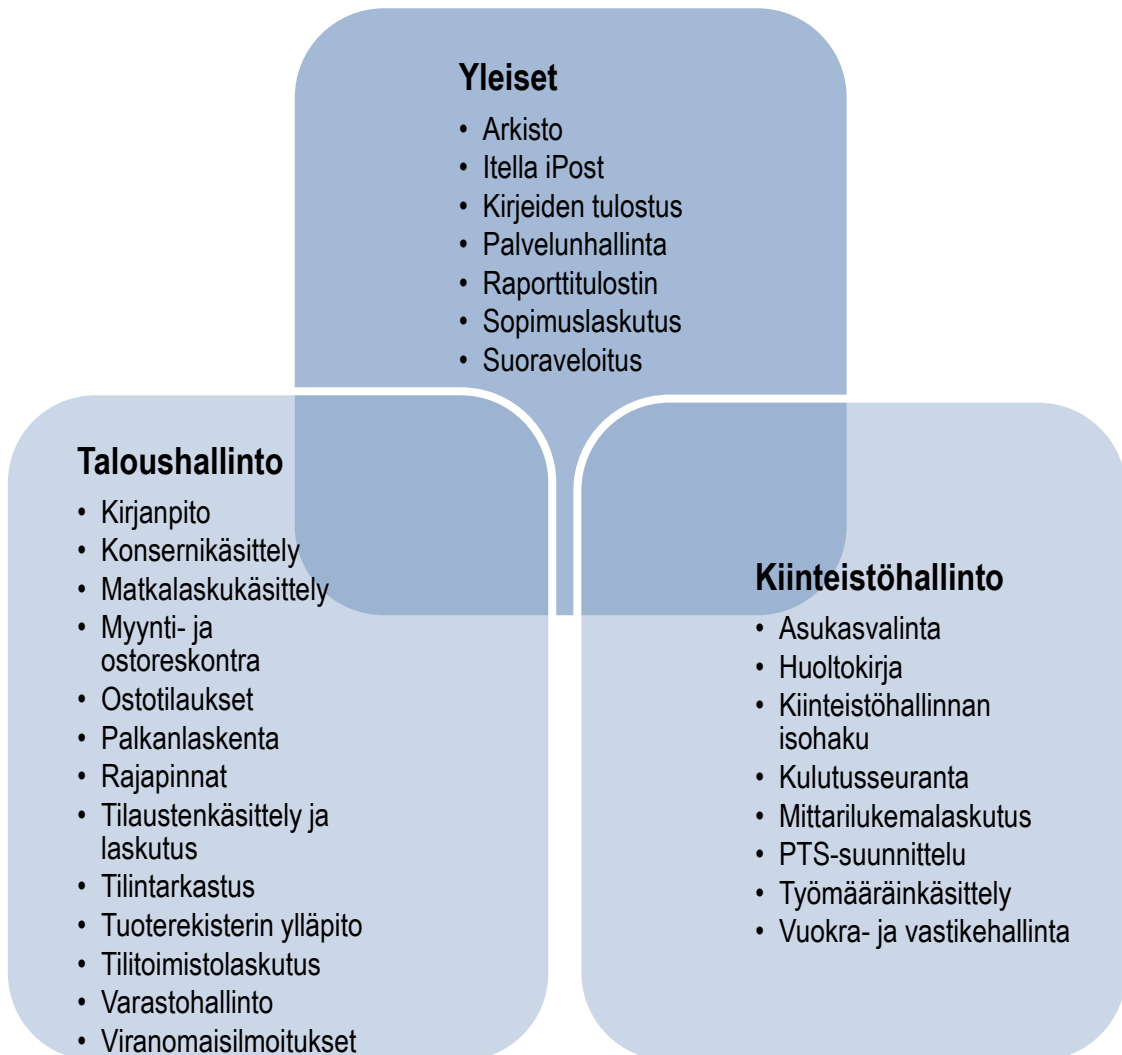 Yleiset
• Arkisto
• Itella iPost
• Kirjeiden tulostus
• Palvelunhallinta
• Raporttitulostin
• Sopimuslaskutus
• Suoraveloitus
Taloushallinto
• Kirjanpito
• Konsernikäsittely
• Matkalaskukäsittely
• Myynti- ja
ostoreskontra
• Ostotilaukset
• Palkanlaskenta
• Rajapinnat
• Tilaustenkäsittely ja
laskutus
• Tilintarkastus
• Tuoterekisterin ylläpito
• Tilitoimistolaskutus
• Varastohallinto
• Viranomaisilmoitukset
Kiinteistöhallinto
• Asukasvalinta
• Huoltokirja
• Kiinteistöhallinnan
isohaku
• Kulutusseuranta
• Mittarilukemalaskutus
• PTS-suunnittelu
• Työmääräinkäsittely
• Vuokra- ja vastikehallinta